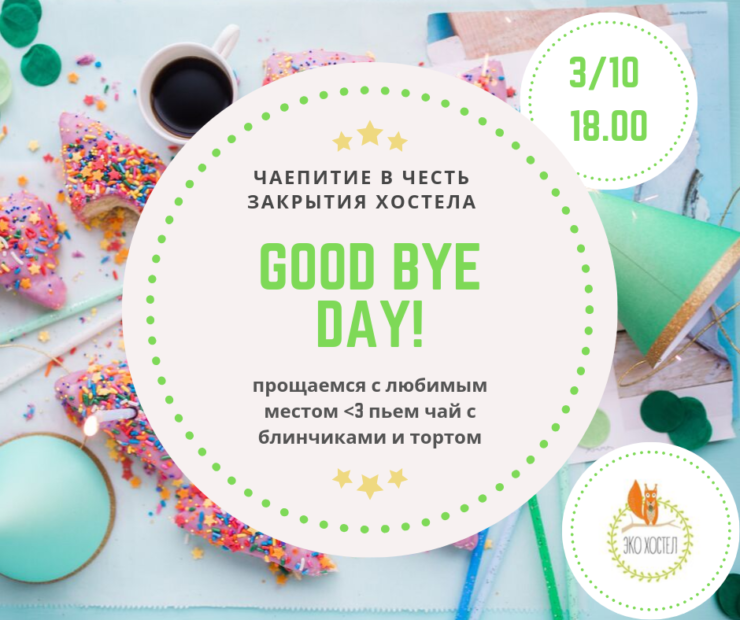 3/10
18.00
ЧАЕПИТИЕ В ЧЕСТЬ
ЗАКРЫТИЯ ХОСТЕЛА
GOOD BYE
DAY!
прощаемся с любимым
местом <3 пьем чай с
блинчиками и тортом
ЭКО ХОСТЕЛ